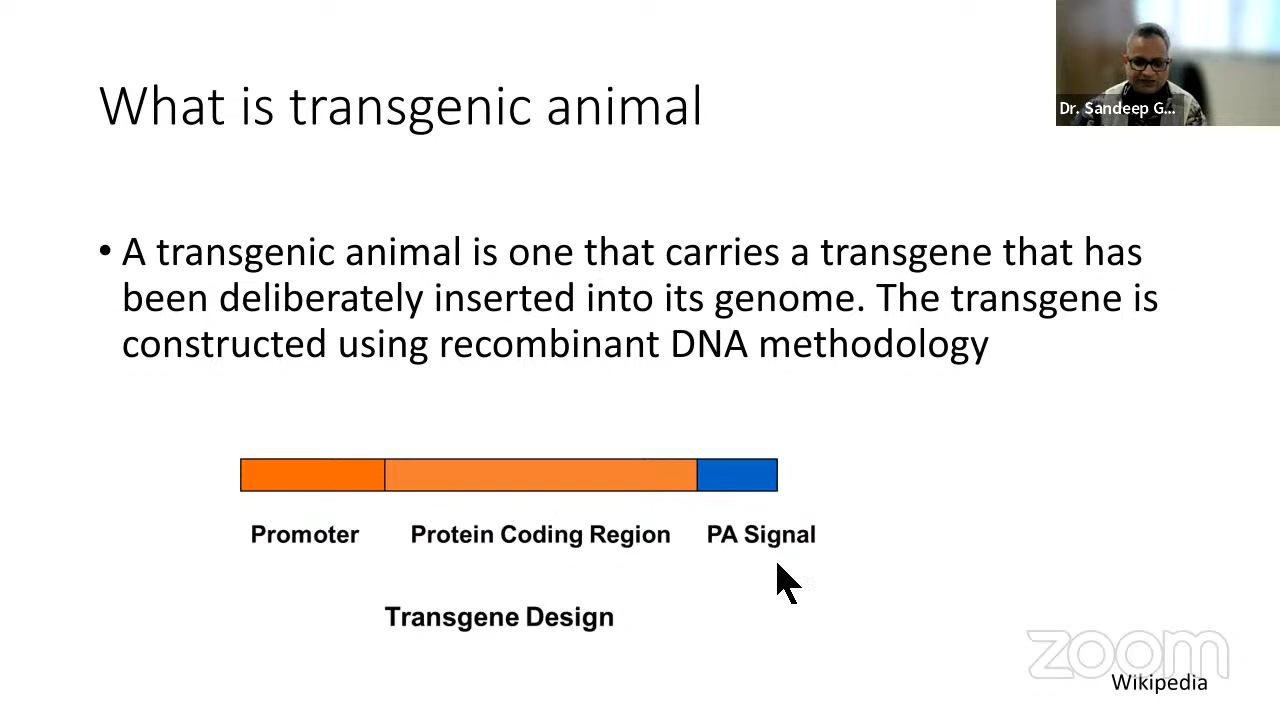 What is transgenic animal
Dr. Sandeep G...
• A transgenic animal is one that carries a transgene that has
been deliberately inserted into its genome. The transgene is
constructed using recombinant DNA methodology
Promoter Protein Coding Region PA Signal
Transgene Design
zoom
Wikipedia